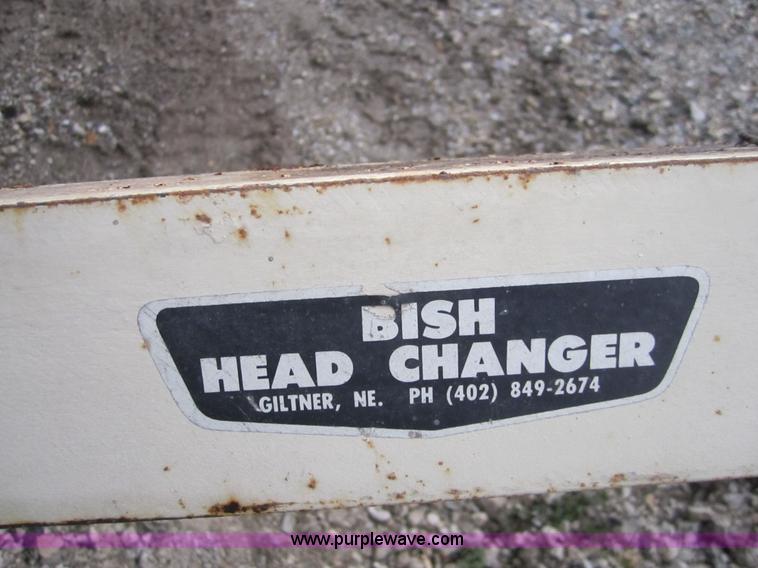 BISH
HEAD CHANGER
GILTNER, NE. PH (402) 849-2674
www.purplewave.com